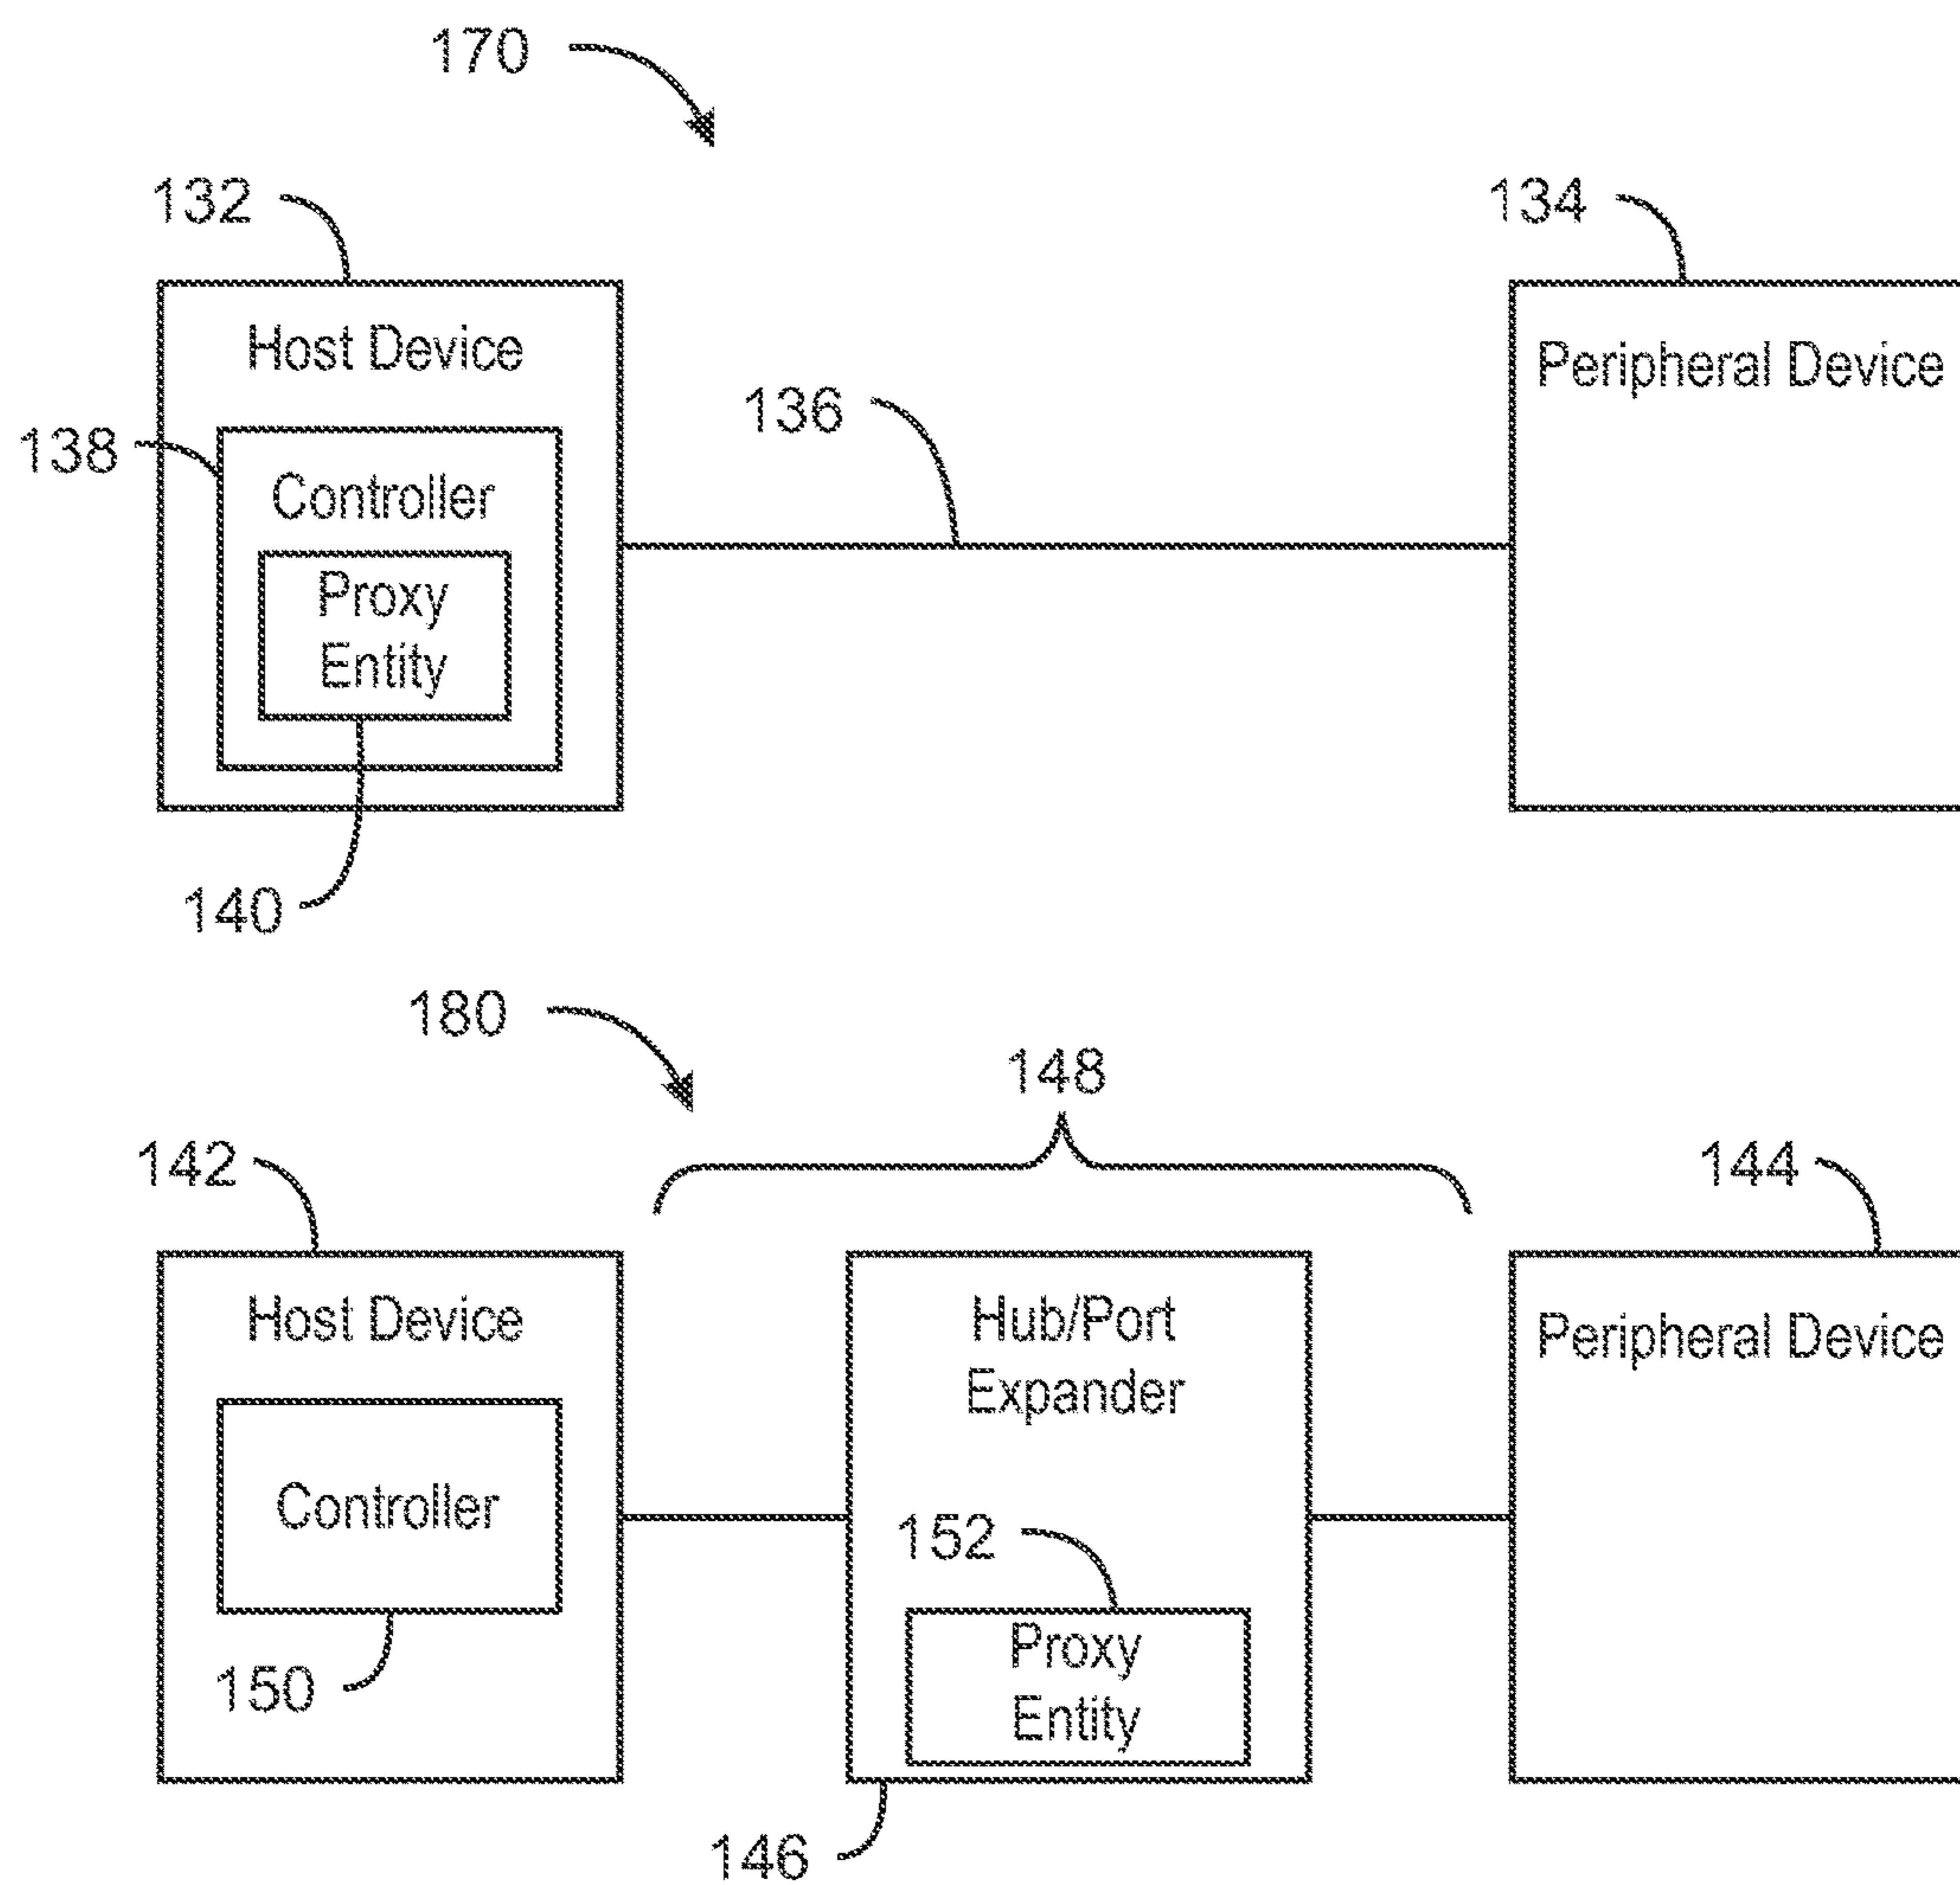 170
132
134
Host Device
Peripheral Device
136
138
Controller
Proxy
Entity
140
180
148
142
144
Host Device
Hub/Port
Expander
Peripheral Device
Controller
152
Proxy
Entity
150
146